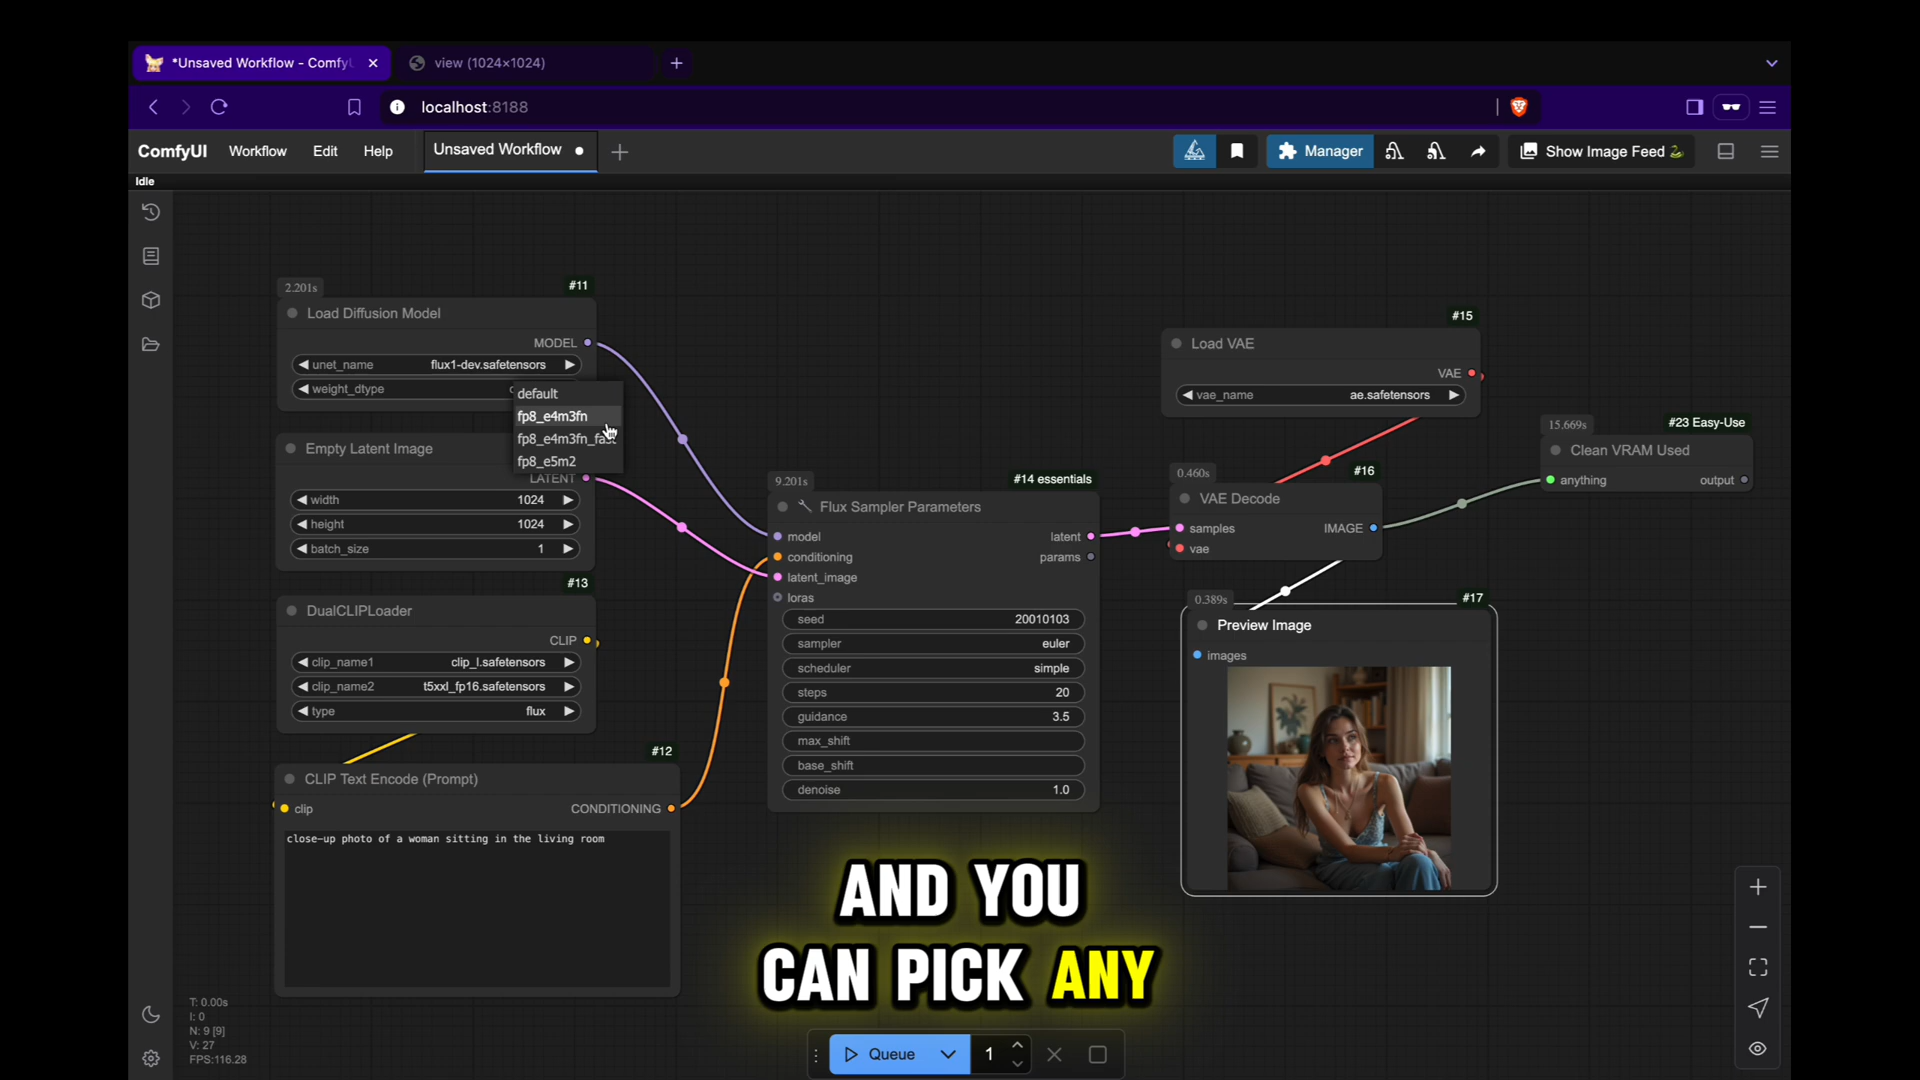 *Unsaved Workflow - ComfyU
view (1024×1024)
localhost:8188
ComfyUI
Workflow
Edit
Help
Unsaved Workflow
Manager
Show Image Feed
Idle
2.201s
#11
Load Diffusion Model
MODEL
unet_name
flux1-dev.safetensors
weight_dtype
default
fp8_e4m3fn
fp8_e4m3fn_fast
fp8_e5m2
Empty Latent Image
LATENT
width
1024
height
1024
batch_size
1
#13
DualCLIPLoader
CLIP
clip_name1
clip_l.safetensors
clip_name2
t5xxl_fp16.safetensors
type
flux
#12
CLIP Text Encode (Prompt)
clip
CONDITIONING
close-up photo of a woman sitting in the living room
9.201s
#14 essentials
Flux Sampler Parameters
model
latent
conditioning
params
latent_image
loras
seed
20010103
sampler
euler
scheduler
simple
steps
20
guidance
3.5
max_shift
base_shift
denoise
1.0
#15
Load VAE
VAE
vae_name
ae.safetensors
0.460s
#16
VAE Decode
samples
IMAGE
vae
15.669s
#23 Easy-Use
Clean VRAM Used
anything
output
0.389s
#17
Preview Image
images
AND YOU
CAN PICK ANY
T: 0.00s
I: 0
N: 9 [9]
V: 27
FPS:116.28
Queue
1